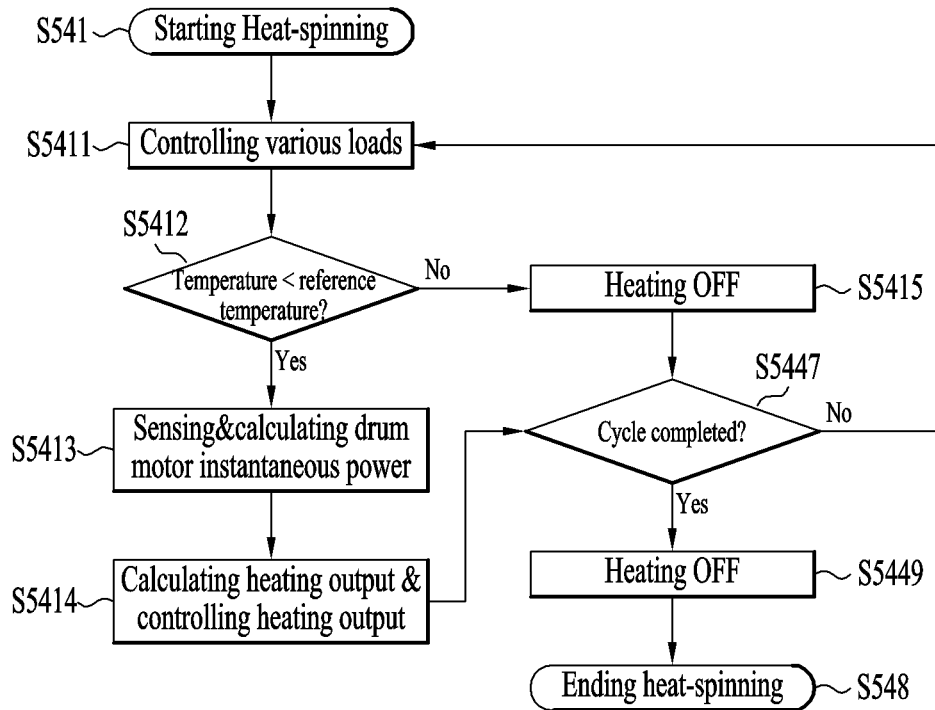 S541
Starting Heat-spinning
S5411
Controlling various loads
S5412
Temperature < reference
temperature?
No
Yes
Heating OFF
S5415
S5447
Cycle completed?
No
Yes
S5413
Sensing&calculating drum
motor instantaneous power
S5414
Calculating heating output &
controlling heating output
Heating OFF
S5449
Ending heat-spinning
S548